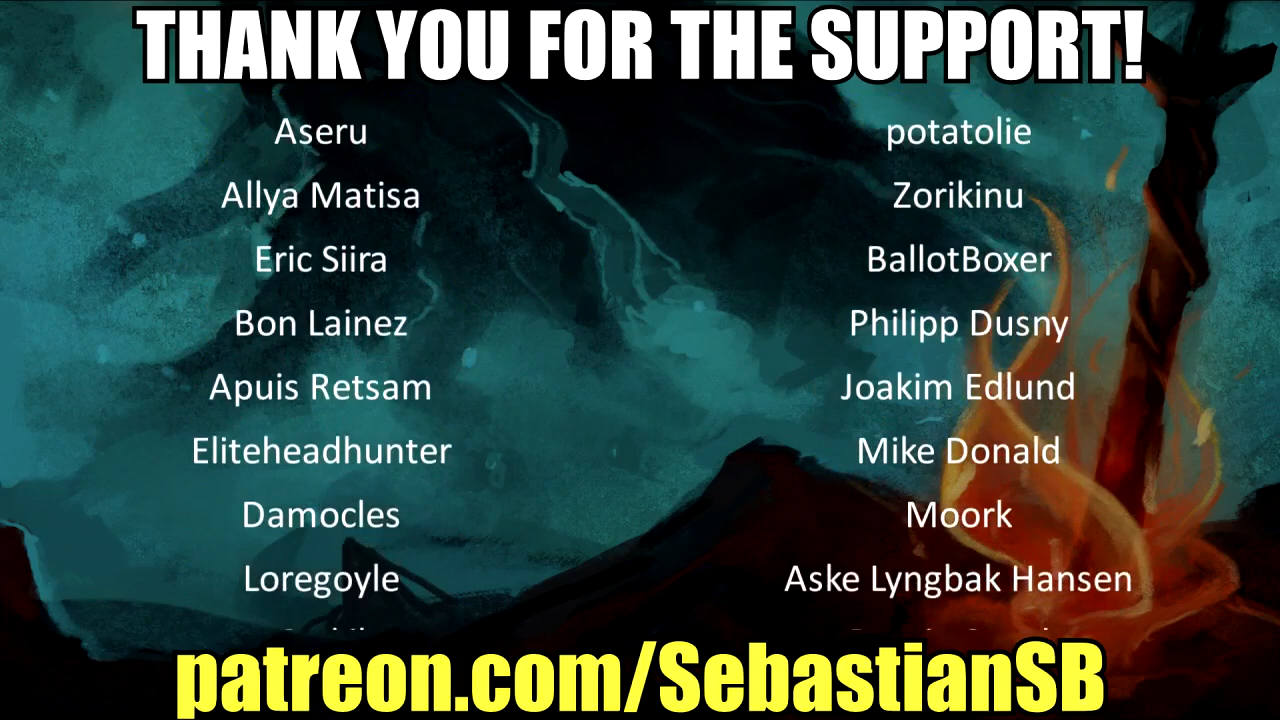 THANK YOU FOR THE SUPPORT!
Aseru
potatolie
Allya Matisa
Zorikinu
Eric Siira
BallotBoxer
Bon Lainez
Philipp Dusny
Apuis Retsam
Joakim Edlund
Eliteheadhunter
Mike Donald
Damocles
Moork
Loregoyle
Aske Lyngbak Hansen
patreon.com/SebastianSB